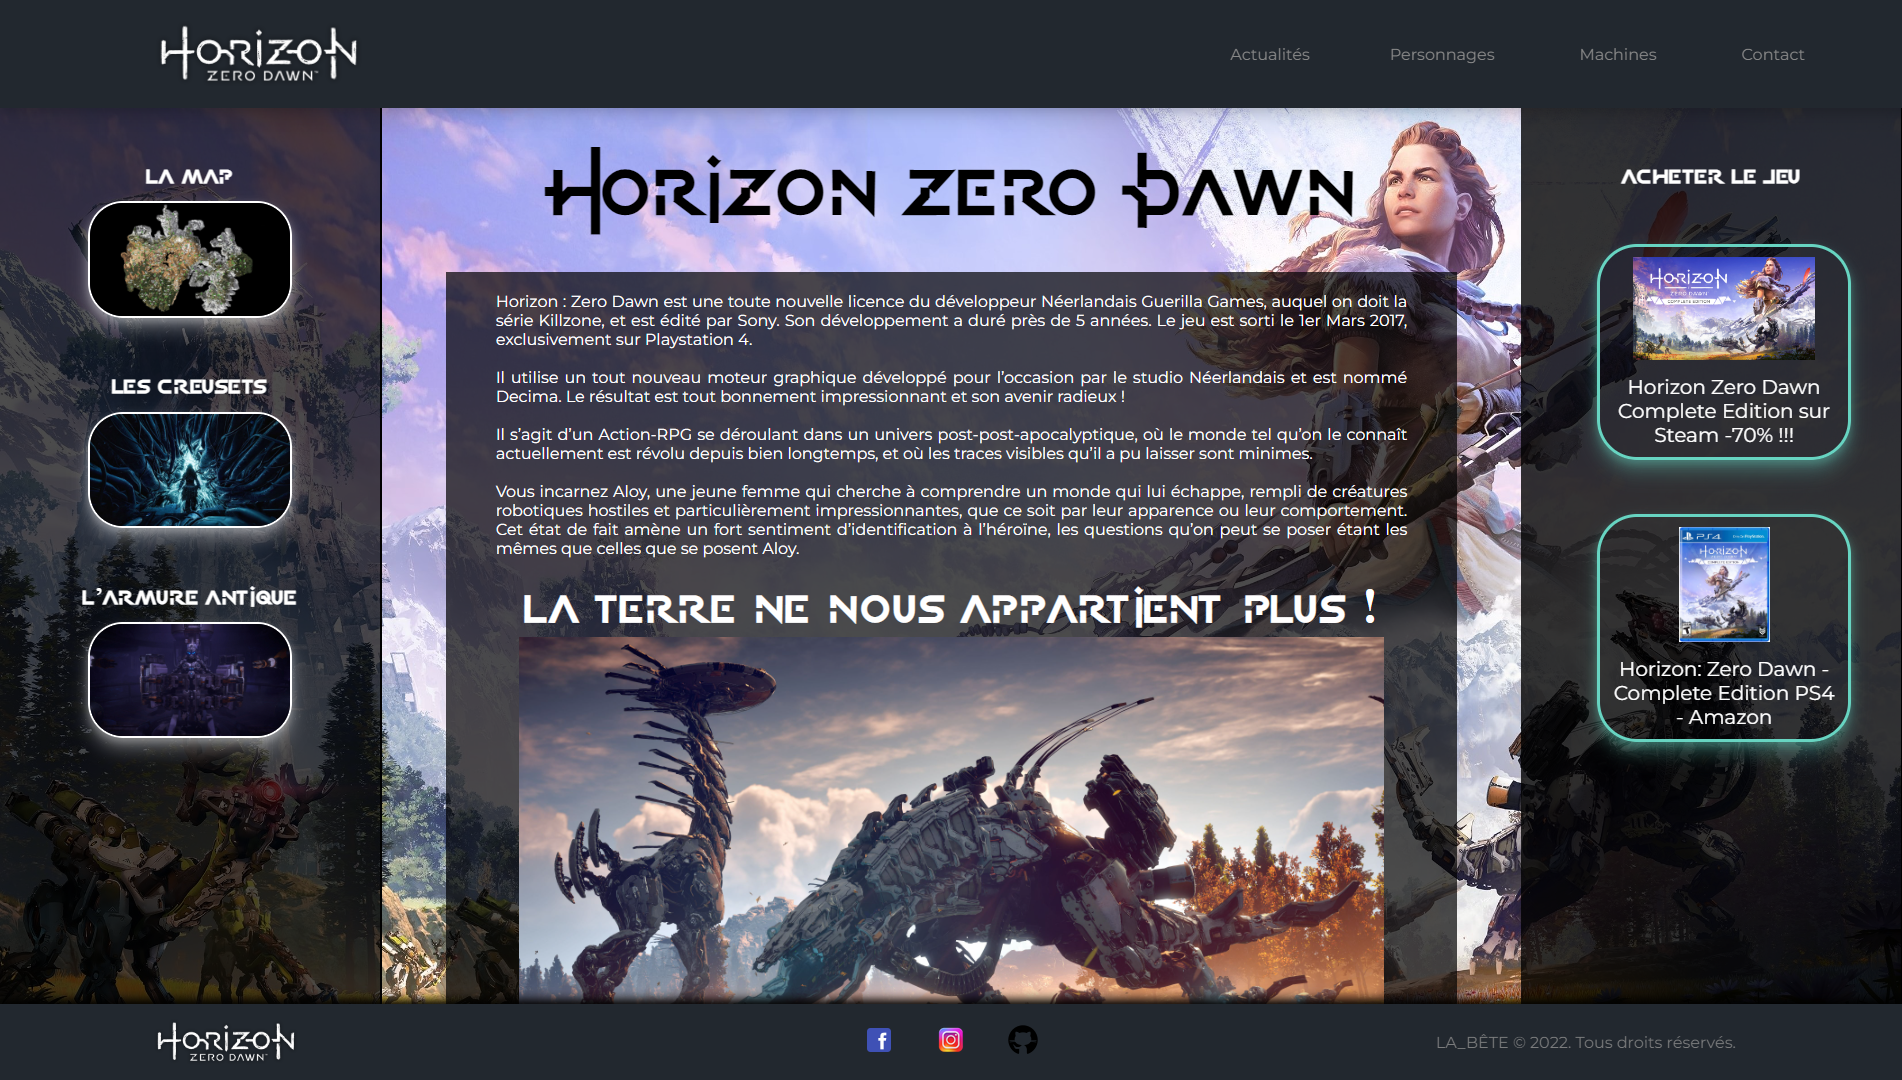 HORIZON
ZERO DAWN™
Actualités
Personnages
Machines
Contact
LA MAP
LES CREUSETS
L'ARMURE ANTIQUE
HORIZON ZERO DAWN
Horizon : Zero Dawn est une toute nouvelle licence du développeur Néerlandais Guerilla Games, auquel on doit la
série Killzone, et est édité par Sony. Son développement a duré près de 5 années. Le jeu est sorti le 1er Mars 2017,
exclusivement sur Playstation 4.
Il utilise un tout nouveau moteur graphique développé pour l'occasion par le studio Néerlandais et est nommé
Decima. Le résultat est tout bonnement impressionnant et son avenir radieux !
Il s'agit d'un Action-RPG se déroulant dans un univers post-post-apocalyptique, où le monde tel qu'on le connaît
actuellement est révolu depuis bien longtemps, et où les traces visibles qu'il a pu laisser sont minimes.
Vous incarnez Aloy, une jeune femme qui cherche à comprendre un monde qui lui échappe, rempli de créatures
robotiques hostiles et particulièrement impressionnantes, que ce soit par leur apparence ou leur comportement.
Cet état de fait amène un fort sentiment d'identification à l'héroïne, les questions qu'on peut se poser étant les
mêmes que celles que se posent Aloy.
LA TERRE NE NOUS APPARTIENT PLUS !
ACHETER LE JEU
HORIZON
ZERO DAWN
COMPLETE EDITION
Horizon Zero Dawn
Complete Edition sur
Steam -70% !!!
PS4
HORIZON
COMPLETE EDITION
Horizon: Zero Dawn -
Complete Edition PS4
- Amazon
HORIZON
ZERO DAWN™
LA_BÊTE © 2022. Tous droits réservés.